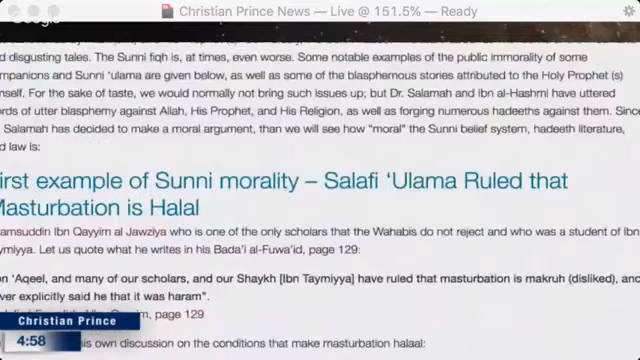 Christian Prince News — Live @ 151.5% — Ready
Google
d disgusting tales. The Sunni fiqh is, at times, even worse. Some notable examples of the public immorality of some
mpanions and Sunni 'ulama are given below, as well as some of the blasphemous stories attributed to the Holy Prophet (s)
mself. For the sake of taste, we would normally not bring such issues up; but Dr. Salamah and Ibn al-Hashmi have uttered
rds of utter blasphemy against Allah, His Prophet, and His Religion, as well as forging numerous hadeeths against them. Since
Salamah has decided to make a moral argument, than we will see how "moral" the Sunni belief system, hadeeth literature,
d law is:
irst example of Sunni morality – Salafi 'Ulama Ruled that
Masturbation is Halal
amsuddin Ibn Qayyim al Jawziya who is one of the only scholars that the Wahabis do not reject and who was a student of Ibn
ymiyya. Let us quote what he writes in his Bada'i al-Fuwa'id, page 129:
n 'Aqeel, and many of our scholars, and our Shaykh [Ibn Taymiyya] have ruled that masturbation is makruh (disliked), and
ver explicitly said he that it was haram".
page 129
Christian Prince
4:58
his own discussion on the conditions that make masturbation halaal: